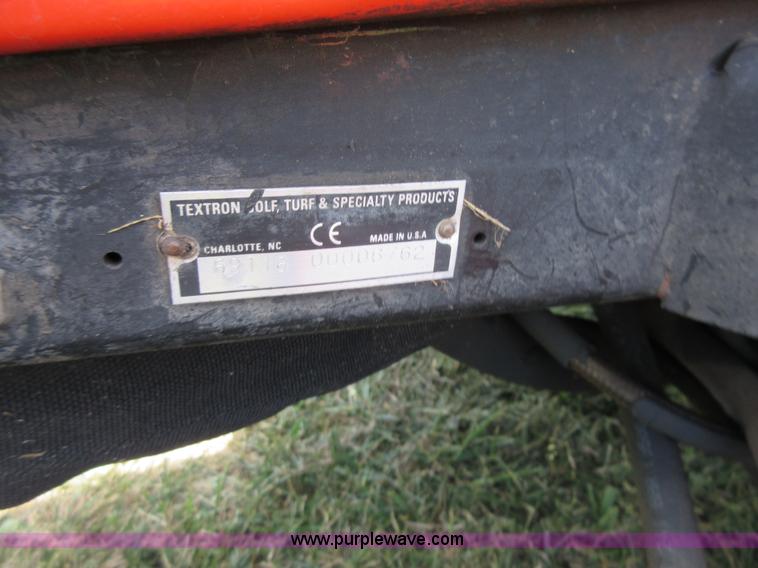 TEXTRON GOLF, TURF & SPECIALTY PRODUCTS
CE
CHARLOTTE, NC MADE IN U.S.A
www.purplewave.com